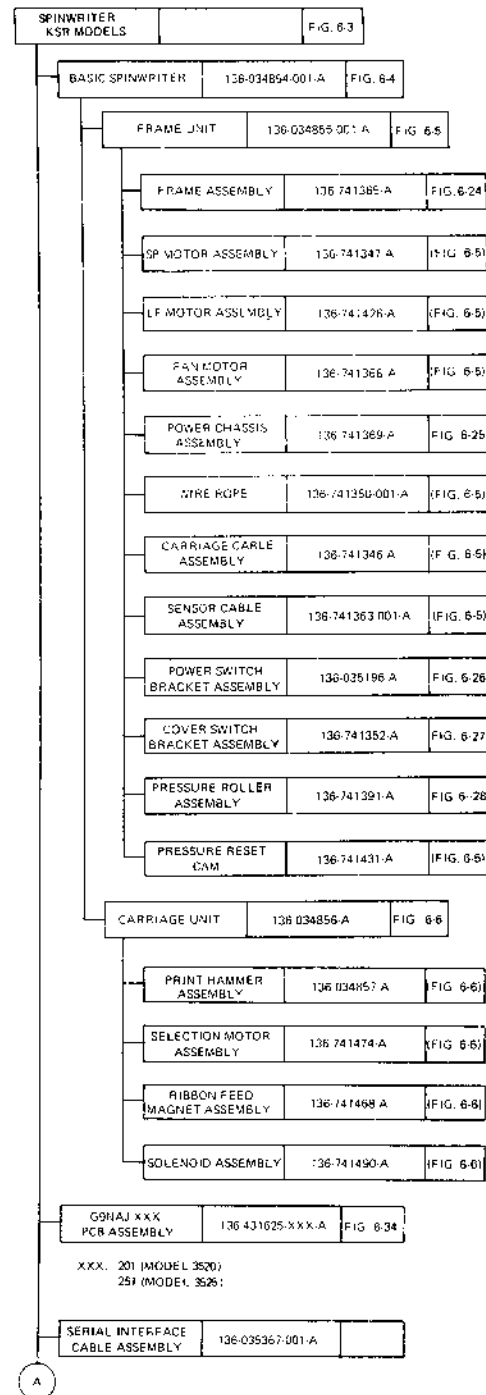 SPINWRITER
KSR MODELS
FIG. 6-3
BASIC SPINWRITER 136-034854-001-A (FIG. 6-4)
FRAME UNIT 136-034855-001-A (FIG 6-5
FRAME ASSEMBLY 136-741365-A FIG. 6-24
SP MOTOR ASSEMBLY 136-741347-A (FIG. 6-5)
LF MOTOR ASSEMBLY 136-741426-A (FIG. 6-5)
FAN MOTOR
ASSEMBLY
136-741366-A (FIG. 6-5)
POWER CHASSIS
ASSEMBLY
136-741369-A FIG. 6-25
WIRE ROPE 136-741350-001-A (FIG. 6-5)
CARRIAGE CABLE
ASSEMBLY
136-741346-A (FIG. 6-5)
SENSOR CABLE
ASSEMBLY
136-741363-001-A (FIG. 6-5)
POWER SWITCH
BRACKET ASSEMBLY
136-035196-A FIG. 6-26
COVER SWITCH
BRACKET ASSEMBLY
136-741352-A FIG. 6-27
PRESSURE ROLLER
ASSEMBLY
136-741391-A FIG 6-28
PRESSURE RESET
CAM
136-741431-A (FIG. 6-5)
CARRIAGE UNIT 136-034856-A FIG 6-6
PRINT HAMMER
ASSEMBLY
136-034857-A (FIG. 6-6)
SELECTION MOTOR
ASSEMBLY
136-741474-A (FIG. 6-6)
RIBBON FEED
MAGNET ASSEMBLY
136-741468-A (FIG. 6-6)
SOLENOID ASSEMBLY 136-741490-A (FIG. 6-6)
G9NAJ XXX
PCB ASSEMBLY
136-431625-XXX-A FIG 6-34
XXX: 201 (MODEL 3520)
251 (MODEL 3525)
SERIAL INTERFACE
CABLE ASSEMBLY
136-035367-001-A
A